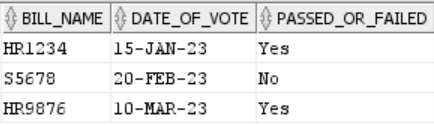 BILL_NAME DATE_OF_VOTE PASSED_OR_FAILED
HR1234 15-JAN-23 Yes
S5678 20-FEB-23 No
HR9876 10-MAR-23 Yes